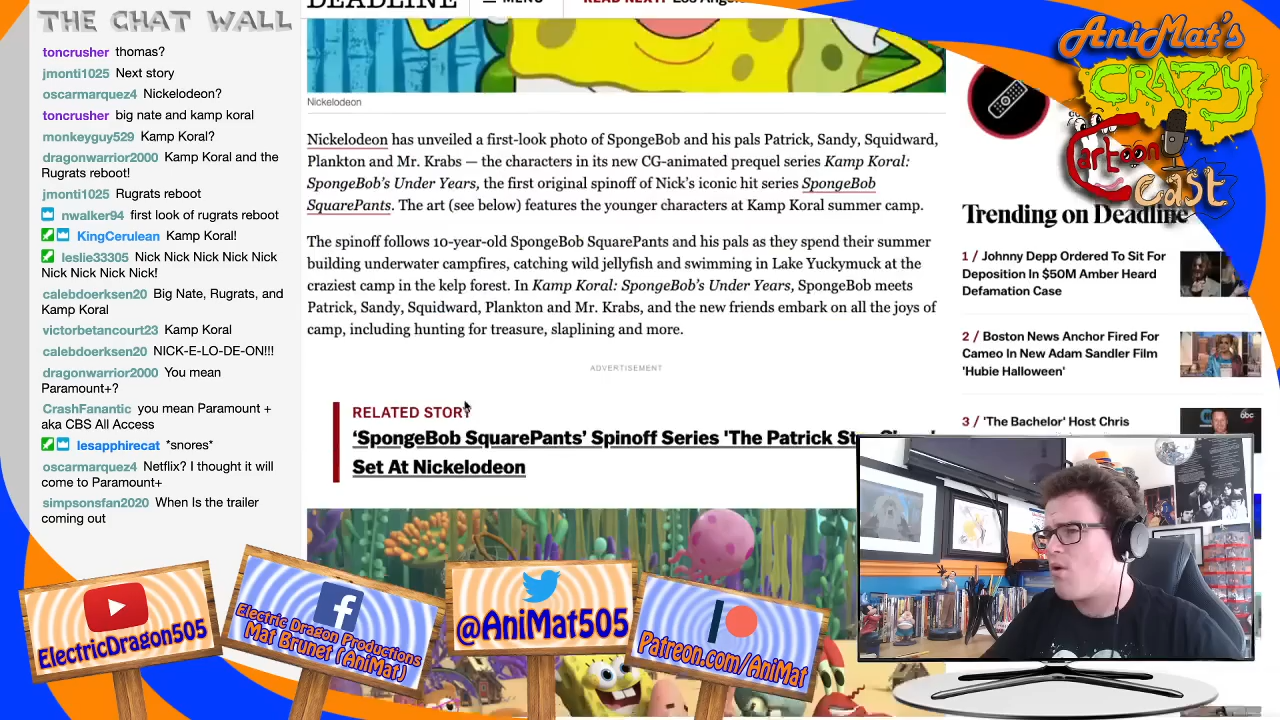 THE CHAT WALL
toncrusher thomas?
jmonti1025 Next story
oscarmarquez4 Nickelodeon?
toncrusher big nate and kamp koral
monkeyguy529 Kamp Koral?
dragonwarrior2000 Kamp Koral and the
Rugrats reboot!
jmonti1025 Rugrats reboot
nwalker94 first look of rugrats reboot
KingCerulean Kamp Koral!
leslie33305 Nick Nick Nick Nick Nick
Nick Nick Nick Nick!
calebdoerksen20 Big Nate, Rugrats, and
Kamp Koral
victorbetancourt23 Kamp Koral
calebdoerksen20 NICK-E-LO-DE-ON!!!
dragonwarrior2000 You mean
Paramount+?
CrashFanantic you mean Paramount +
aka CBS All Access
lesapphirecat *snores*
oscarmarquez4 Netflix? I thought it will
come to Paramount+
simpsonsfan2020 When Is the trailer
coming out
DEADLINE
MENU
READ NEXT:
Nickelodeon
Nickelodeon has unveiled a first-look photo of SpongeBob and his pals Patrick, Sandy, Squidward,
Plankton and Mr. Krabs — the characters in its new CG-animated prequel series Kamp Koral:
SpongeBob's Under Years, the first original spinoff of Nick's iconic hit series SpongeBob
SquarePants. The art (see below) features the younger characters at Kamp Koral summer camp.
The spinoff follows 10-year-old SpongeBob SquarePants and his pals as they spend their summer
building underwater campfires, catching wild jellyfish and swimming in Lake Yuckymuck at the
craziest camp in the kelp forest. In Kamp Koral: SpongeBob's Under Years, SpongeBob meets
Patrick, Sandy, Squidward, Plankton and Mr. Krabs, and the new friends embark on all the joys of
camp, including hunting for treasure, slaplining and more.
ADVERTISEMENT
RELATED STORY
‘SpongeBob SquarePants’ Spinoff Series 'The Patrick
Set At Nickelodeon
AniMat's
CRAZY
Cartoon
Cast
Trending on Deadline
1 / Johnny Depp Ordered To Sit For
Deposition In $50M Amber Heard
Defamation Case
2 / Boston News Anchor Fired For
Cameo In New Adam Sandler Film
'Hubie Halloween'
3 / 'The Bachelor' Host Chris
abc
ElectricDragon505
Electric Dragon Productions
Mat Brunet (AniMat)
@AniMat505
Patreon.com/AniMat